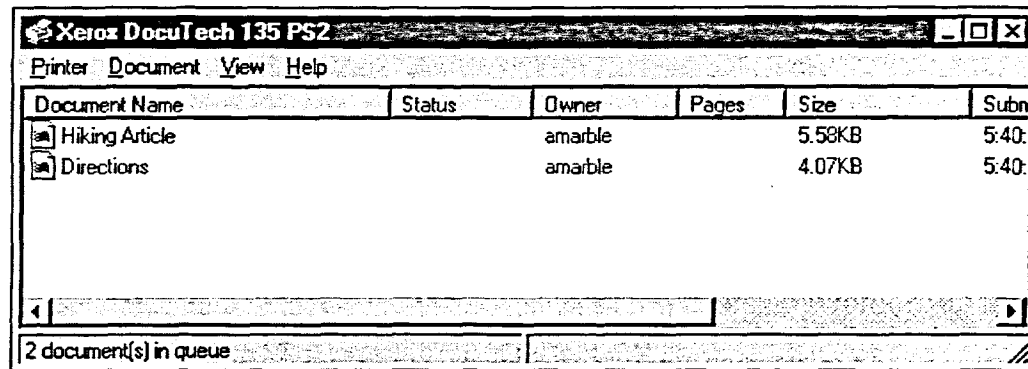 Xerox DocuTech 135 PS2
Printer Document View Help
Document Name Status Owner Pages Size Subm
Hiking Article amarble 5.58KB 5:40:
Directions amarble 4.07KB 5:40:
2 document(s) in queue